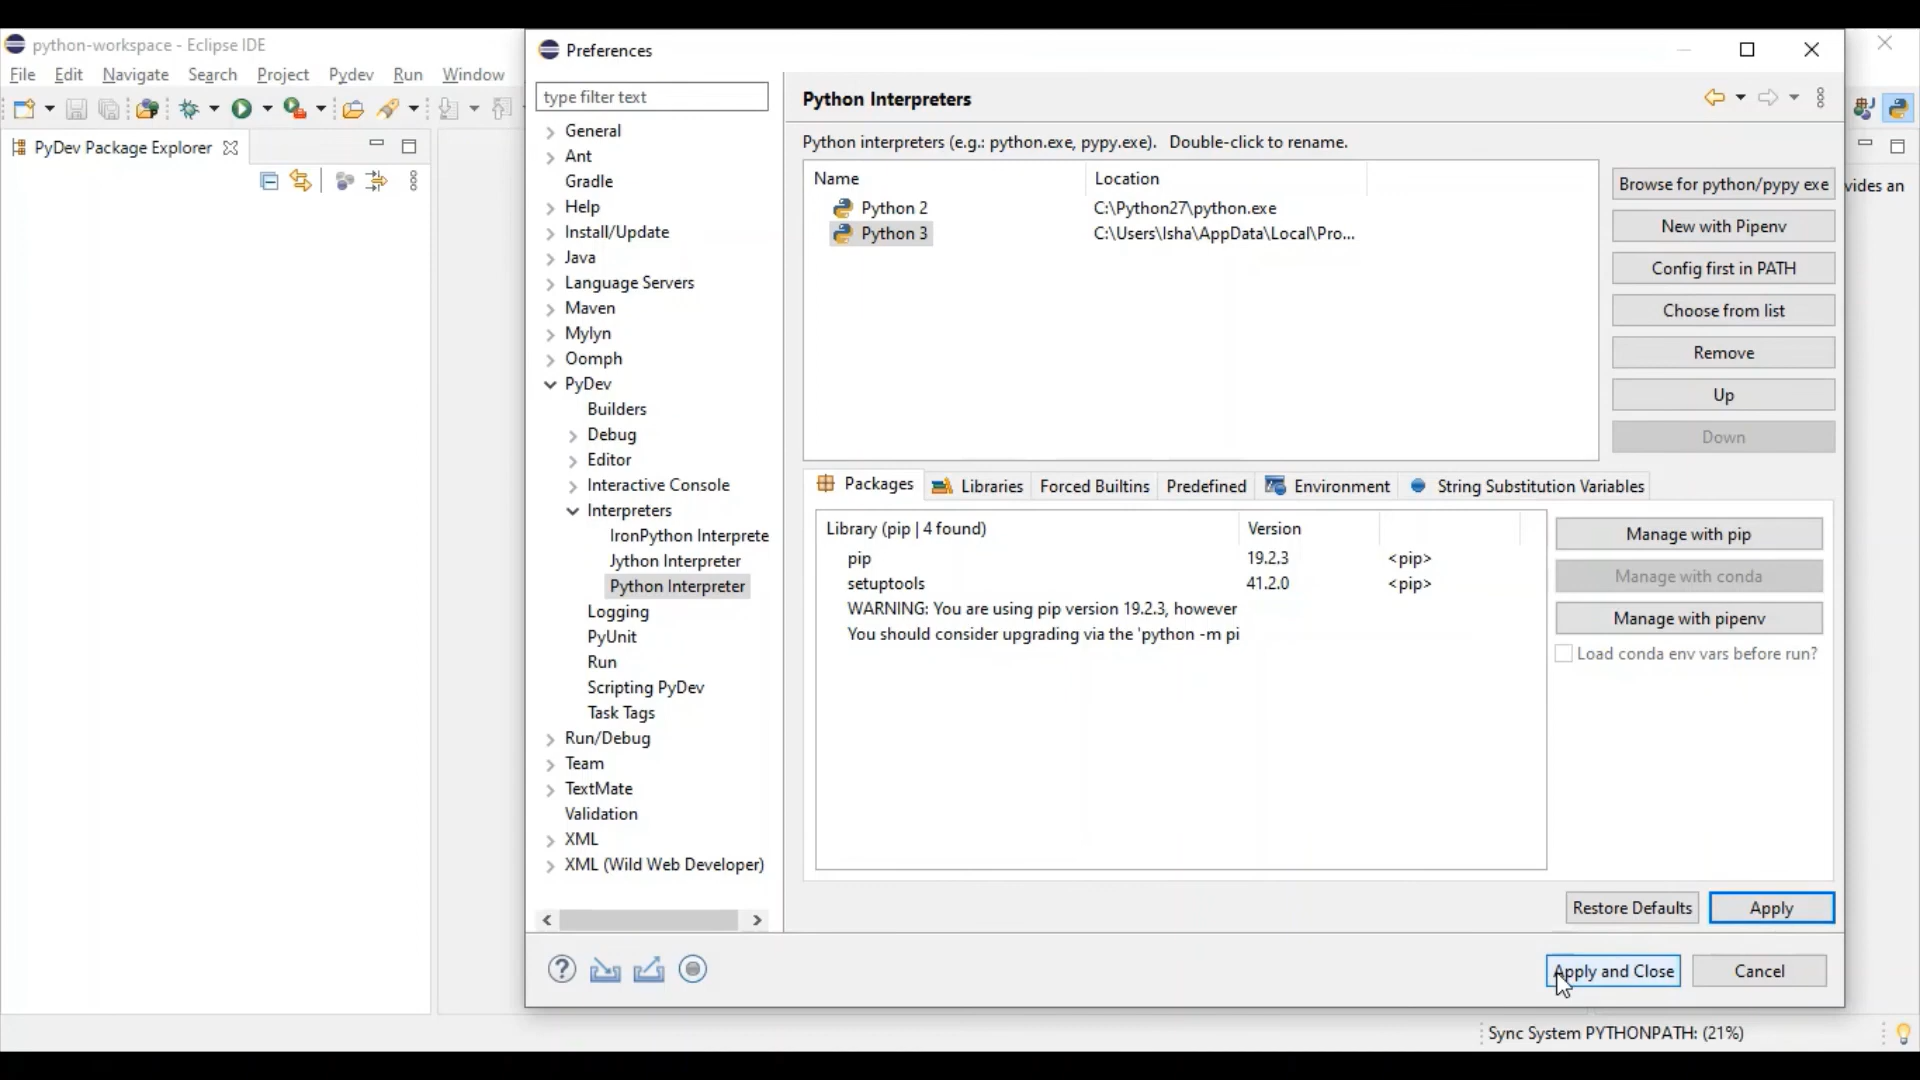 python-workspace - Eclipse IDE
File Edit Navigate Search Project Pydev Run Window
PyDev Package Explorer
Preferences
type filter text
General
Ant
Gradle
Help
Install/Update
Java
Language Servers
Maven
Mylyn
Oomph
PyDev
Builders
Debug
Editor
Interactive Console
Interpreters
IronPython Interprete
Jython Interpreter
Python Interpreter
Logging
PyUnit
Run
Scripting PyDev
Task Tags
Run/Debug
Team
TextMate
Validation
XML
XML (Wild Web Developer)
Python Interpreters
Python interpreters (e.g.: python.exe, pypy.exe). Double-click to rename.
Name Location
Python 2 C:\Python27\python.exe
Python 3 C:\Users\Isha\AppData\Local\Pro...
Browse for python/pypy exe
New with Pipenv
Config first in PATH
Choose from list
Remove
Up
Down
Packages Libraries Forced Builtins Predefined Environment String Substitution Variables
Library (pip | 4 found) Version
pip 19.2.3 <pip>
setuptools 41.2.0 <pip>
WARNING: You are using pip version 19.2.3, however
You should consider upgrading via the 'python -m pi
Manage with pip
Manage with conda
Manage with pipenv
Load conda env vars before run?
Restore Defaults Apply
Apply and Close Cancel
vides an
Sync System PYTHONPATH: (21%)